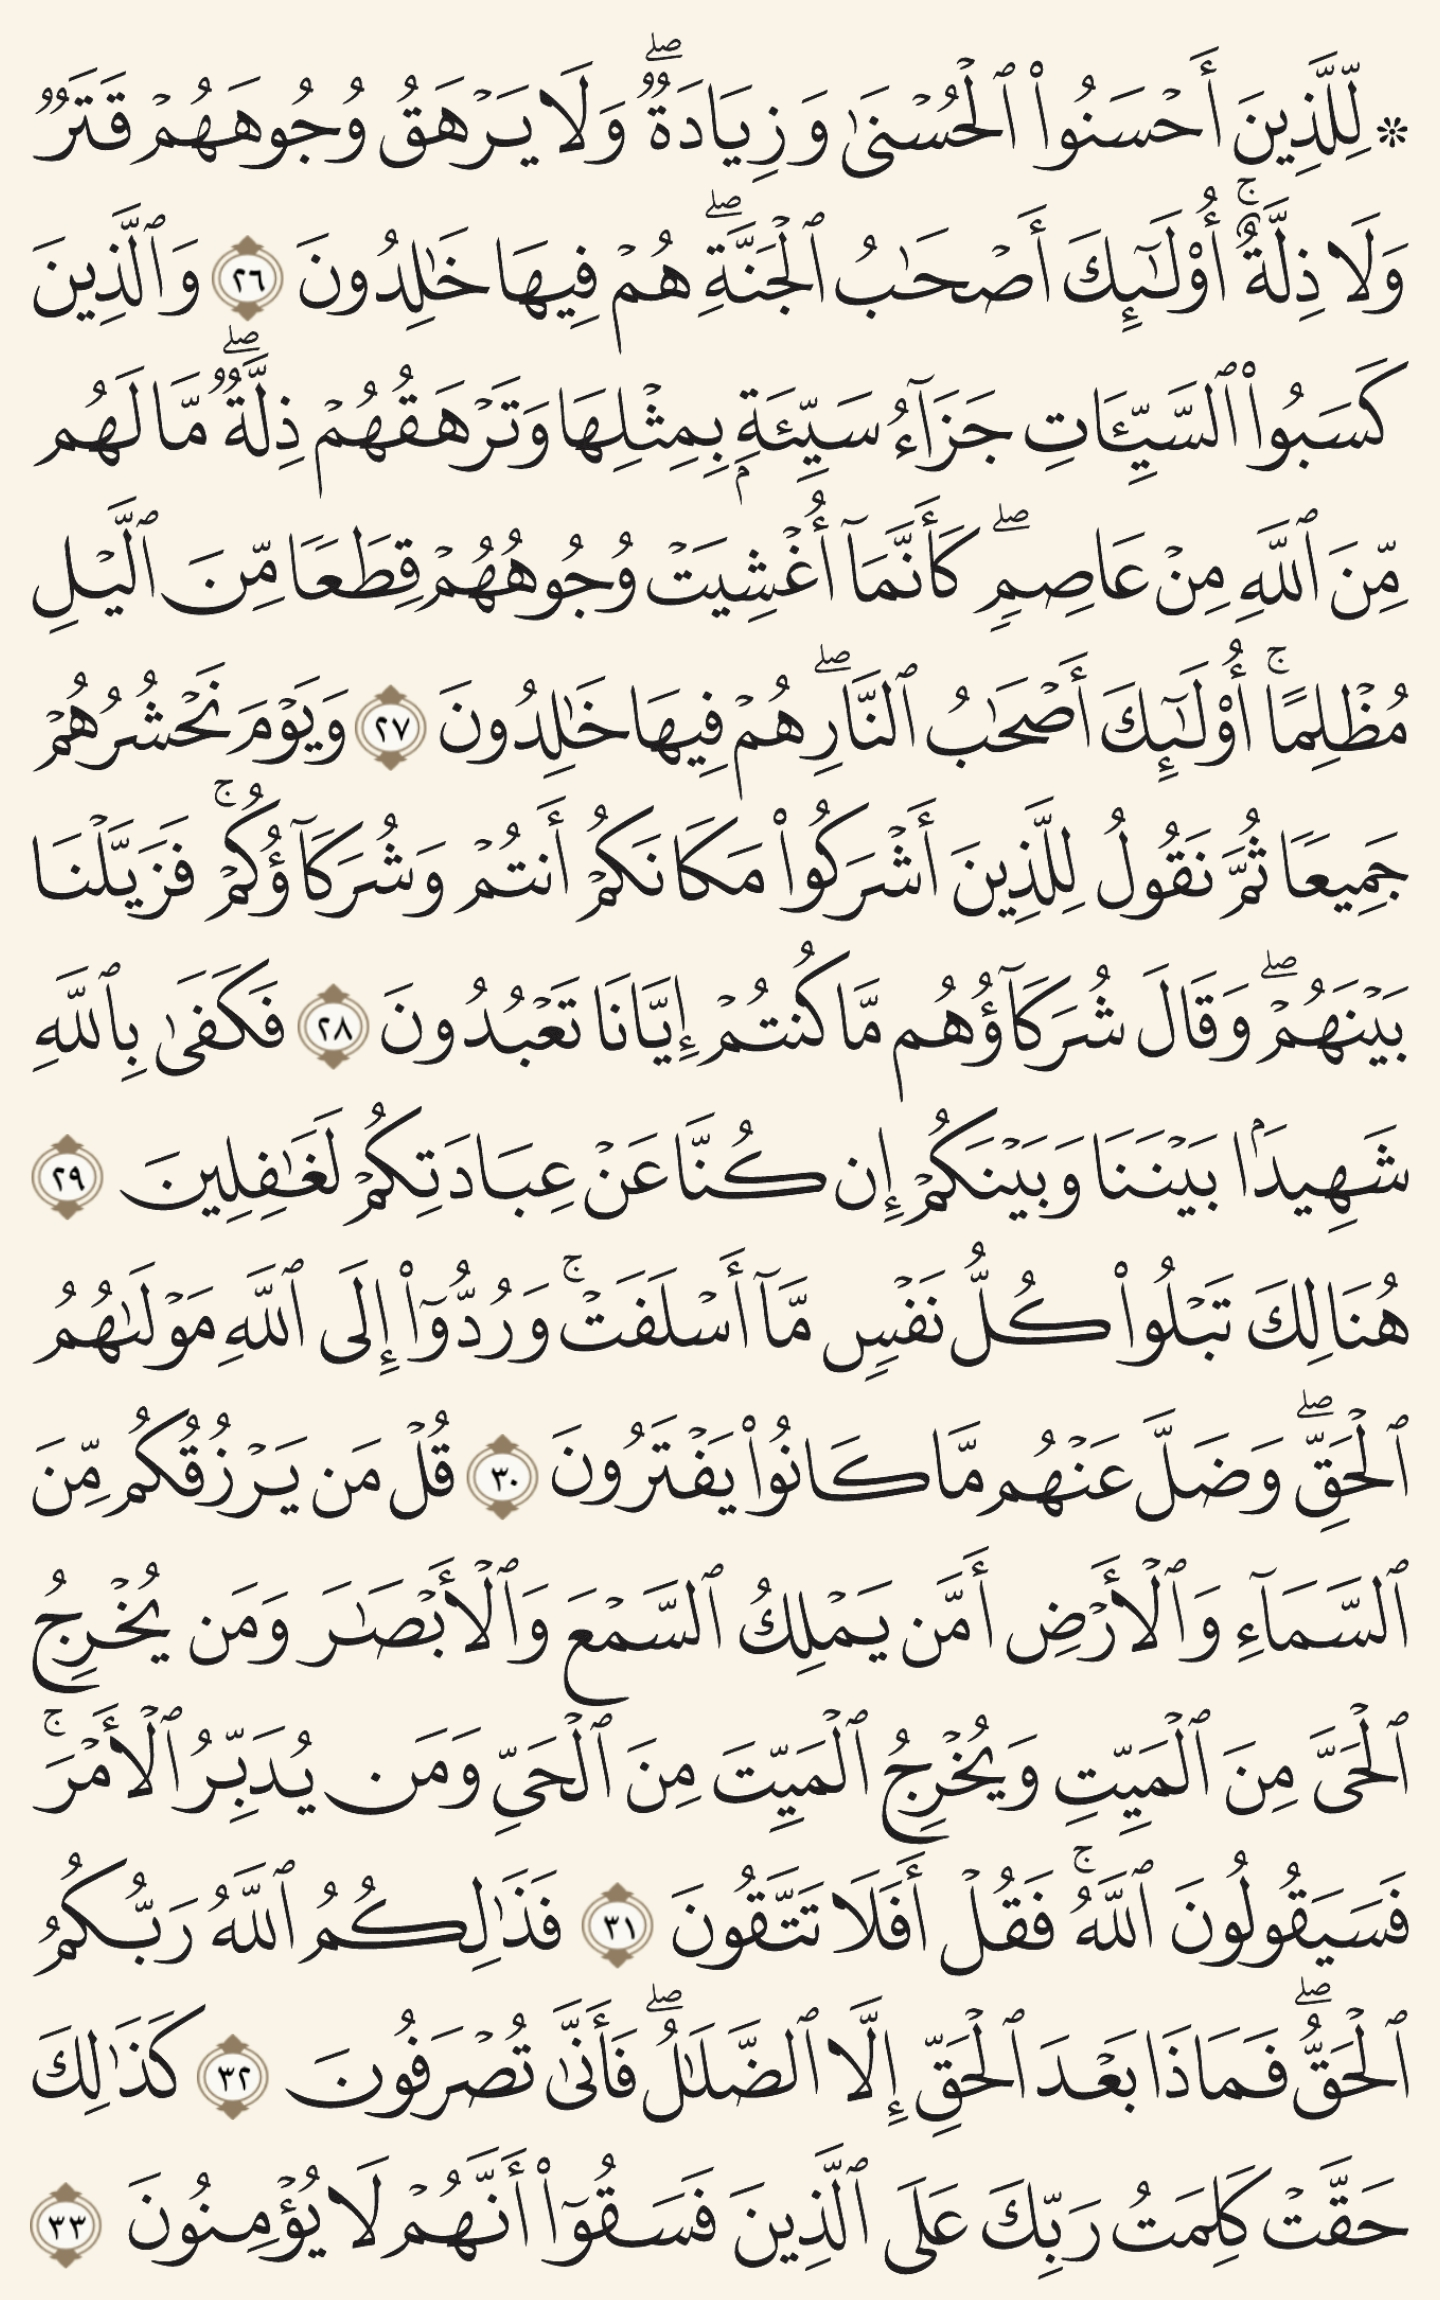 ۞ لِّلَّذِينَ أَحْسَنُوا۟ ٱلْحُسْنَىٰ وَزِيَادَةٌۖ وَلَا يَرْهَقُ وُجُوهَهُمْ قَتَرٌ
وَلَا ذِلَّةٌۚ أُو۟لَـٰٓئِكَ أَصْحَـٰبُ ٱلْجَنَّةِۖ هُمْ فِيهَا خَـٰلِدُونَ ٢٦ وَٱلَّذِينَ
كَسَبُوا۟ ٱلسَّيِّـَٔاتِ جَزَآءُ سَيِّئَةٍۭ بِمِثْلِهَا وَتَرْهَقُهُمْ ذِلَّةٌۖ مَّا لَهُم
مِّنَ ٱللَّهِ مِنْ عَاصِمٍۖ كَأَنَّمَآ أُغْشِيَتْ وُجُوهُهُمْ قِطَعًا مِّنَ ٱلَّيْلِ
مُظْلِمًاۚ أُو۟لَـٰٓئِكَ أَصْحَـٰبُ ٱلنَّارِۖ هُمْ فِيهَا خَـٰلِدُونَ ٢٧ وَيَوْمَ نَحْشُرُهُمْ
جَمِيعًا ثُمَّ نَقُولُ لِلَّذِينَ أَشْرَكُوا۟ مَكَانَكُمْ أَنتُمْ وَشُرَكَآؤُكُمْۚ فَزَيَّلْنَا
بَيْنَهُمْۖ وَقَالَ شُرَكَآؤُهُم مَّا كُنتُمْ إِيَّانَا تَعْبُدُونَ ٢٨ فَكَفَىٰ بِٱللَّهِ
شَهِيدًۢا بَيْنَنَا وَبَيْنَكُمْ إِن كُنَّا عَنْ عِبَادَتِكُمْ لَغَـٰفِلِينَ ٢٩
هُنَالِكَ تَبْلُوا۟ كُلُّ نَفْسٍ مَّآ أَسْلَفَتْۚ وَرُدُّوٓا۟ إِلَى ٱللَّهِ مَوْلَىٰهُمُ
ٱلْحَقِّۖ وَضَلَّ عَنْهُم مَّا كَانُوا۟ يَفْتَرُونَ ٣٠ قُلْ مَن يَرْزُقُكُم مِّنَ
ٱلسَّمَآءِ وَٱلْأَرْضِ أَمَّن يَمْلِكُ ٱلسَّمْعَ وَٱلْأَبْصَـٰرَ وَمَن يُخْرِجُ
ٱلْحَىَّ مِنَ ٱلْمَيِّتِ وَيُخْرِجُ ٱلْمَيِّتَ مِنَ ٱلْحَىِّ وَمَن يُدَبِّرُ ٱلْأَمْرَۚ
فَسَيَقُولُونَ ٱللَّهُۚ فَقُلْ أَفَلَا تَتَّقُونَ ٣١ فَذَٰلِكُمُ ٱللَّهُ رَبُّكُمُ
ٱلْحَقُّۖ فَمَاذَا بَعْدَ ٱلْحَقِّ إِلَّا ٱلضَّلَـٰلُۖ فَأَنَّىٰ تُصْرَفُونَ ٣٢ كَذَٰلِكَ
حَقَّتْ كَلِمَتُ رَبِّكَ عَلَى ٱلَّذِينَ فَسَقُوٓا۟ أَنَّهُمْ لَا يُؤْمِنُونَ ٣٣